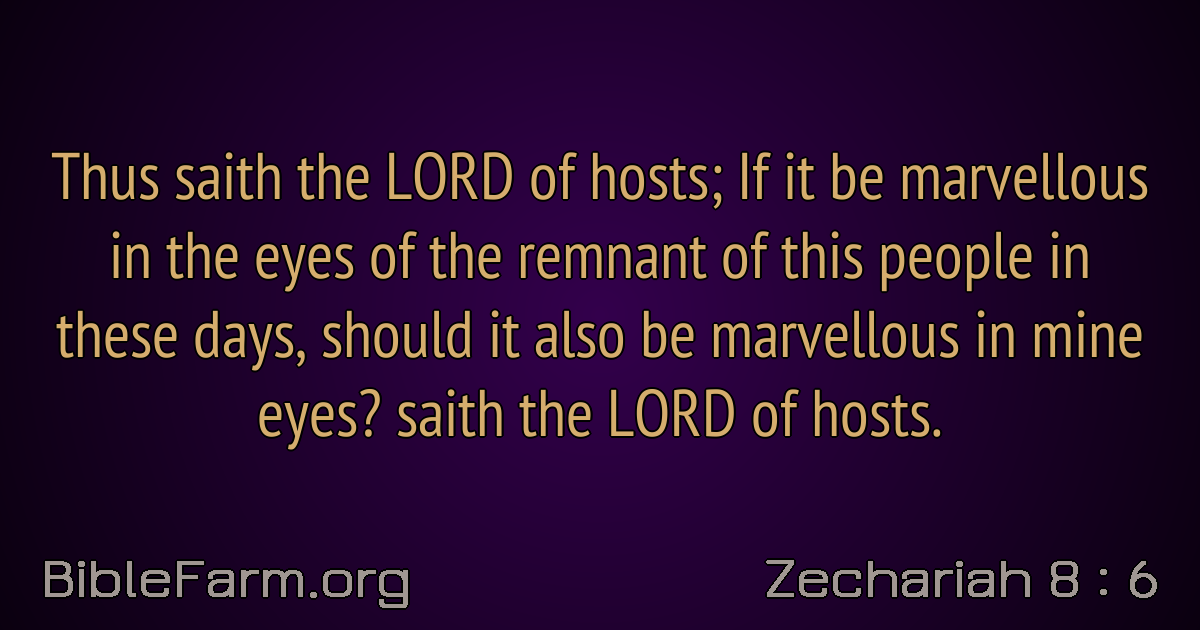 Thus saith the LORD of hosts; If it be marvellous
in the eyes of the remnant of this people in
these days, should it also be marvellous in mine
eyes? saith the LORD of hosts.
BibleFarm.org
Zechariah 8 : 6